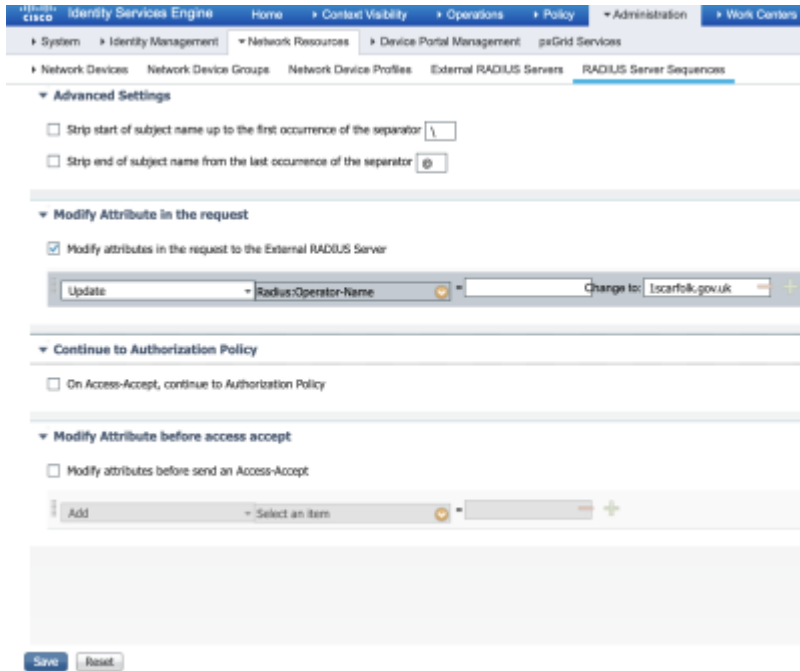 CISCO Identity Services Engine Home Context Visibility Operations Policy Administration Work Centers
System Identity Management Network Resources Device Portal Management pxGrid Services
Network Devices Network Device Groups Network Device Profiles External RADIUS Servers RADIUS Server Sequences
Advanced Settings
Strip start of subject name up to the first occurrence of the separator \
Strip end of subject name from the last occurrence of the separator @
Modify Attribute in the request
Modify attributes in the request to the External RADIUS Server
Update Radius:Operator-Name = Change to: 1scarfolk.gov.uk
Continue to Authorization Policy
On Access-Accept, continue to Authorization Policy
Modify Attribute before access accept
Modify attributes before send an Access-Accept
Add Select an item =
Save Reset